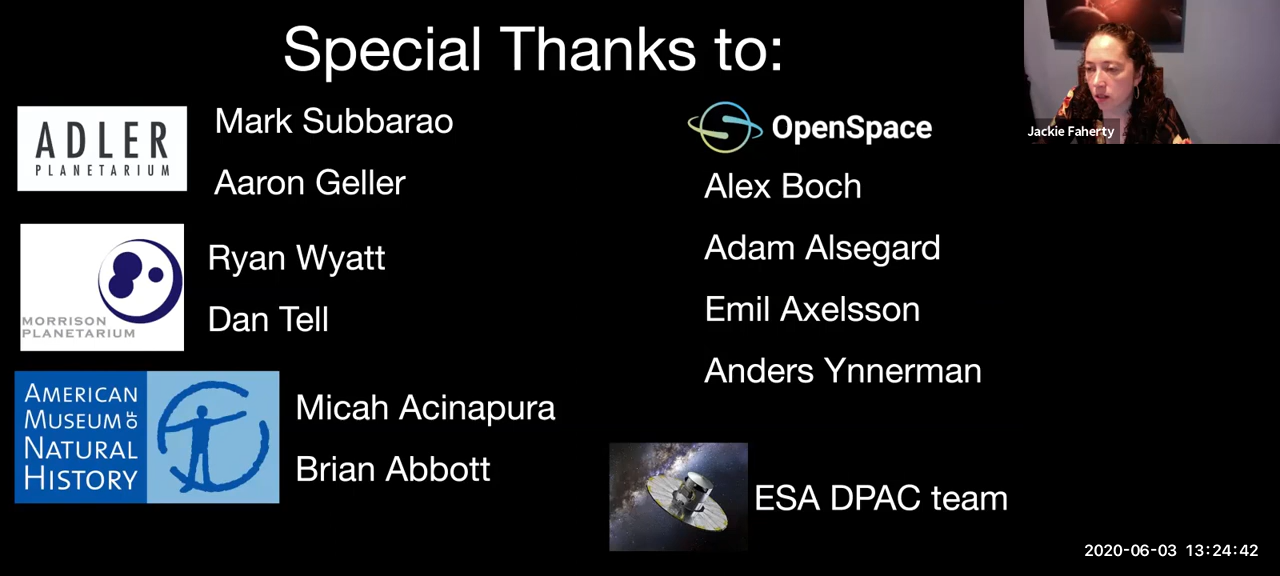 Special Thanks to:
ADLER
PLANETARIUM
Mark Subbarao
Aaron Geller
MORRISON
PLANETARIUM
Ryan Wyatt
Dan Tell
AMERICAN
MUSEUM OF
NATURAL
HISTORY
Micah Acinapura
Brian Abbott
OpenSpace
Alex Boch
Adam Alsegard
Emil Axelsson
Anders Ynnerman
ESA DPAC team
Jackie Faherty
2020-06-03 13:24:42